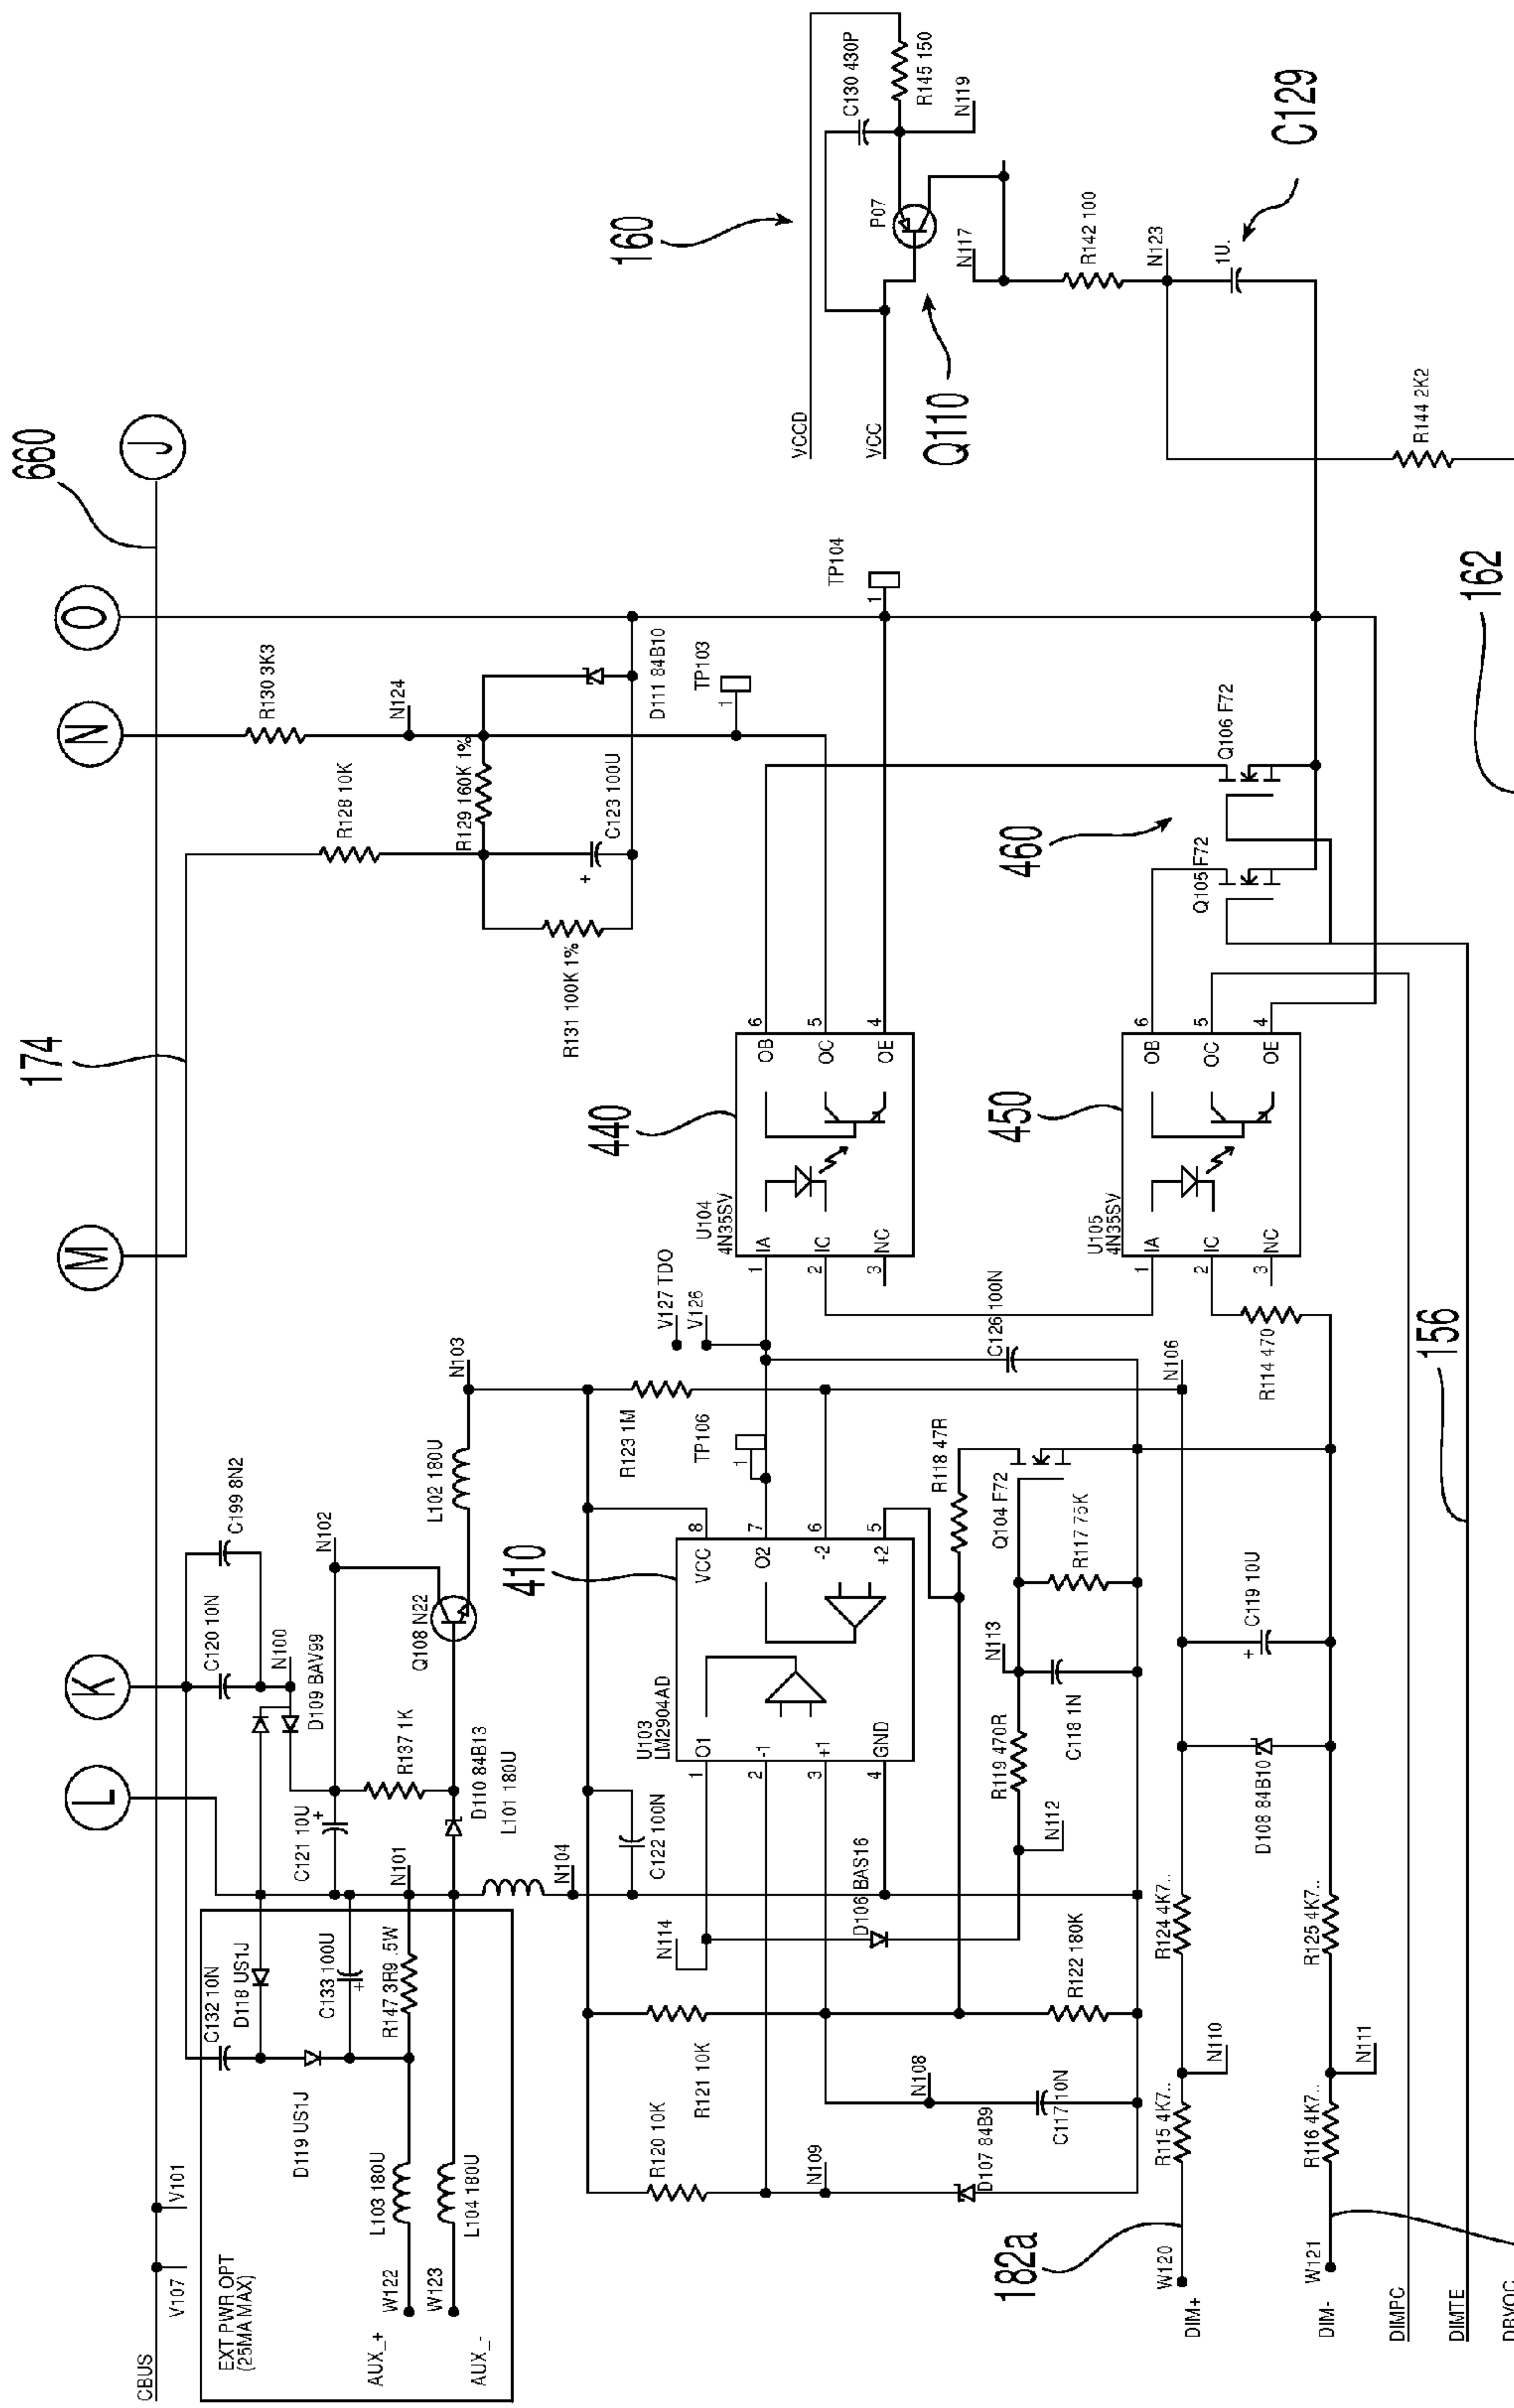 660
J
O
N
M
174
K
L
CBUS
V107
V101
EXT PWR OPT
(25MA MAX)
AUX_+
AUX_-
W122
W123
L103 180U
L104 180U
D119 US1J
C132 10N
D118 US1J
C133 100U
+
R147 3R9 .5W
N101
C121 10U
+
R137 1K
D110 84B13
L101 180U
N104
D109 BAV99
N100
C120 10N
C199 8N2
N102
Q108 N22
L102 180U
N103
R128 10K
R130 3K3
N124
R129 160K 1%
C123 100U
+
R131 100K 1%
D111 84B10
TP103
1
TP104
1
160
VCCD
VCC
Q110
P07
C130 430P
R145 150
N119
N117
R142 100
N123
1U.
C129
R144 2K2
162
410
U103
LM2904AD
O1
-1
+1
GND
1
2
3
4
VCC
O2
-2
+2
8
7
6
5
R123 1M
TP106
1
V127 TDO
V126
C122 100N
N114
D106 BAS16
R121 10K
R120 10K
R122 180K
N108
C117 10N
N109
D107 84B9
R118 47R
Q104 F72
R117 75K
N113
C118 1N
R119 470R
N112
C126 100N
N106
R114 470
440
U104
4N35SV
IA
IC
NC
1
2
3
OB
OC
OE
6
5
4
450
U105
4N35SV
IA
IC
NC
1
2
3
OB
OC
OE
6
5
4
460
Q105 F72
Q106 F72
C119 10U
+
D108 84B10
R124 4K7..
R125 4K7..
N110
N111
R115 4K7..
R116 4K7..
182a
W120
W121
DIM+
DIM-
DIMPC
DIMTE
156